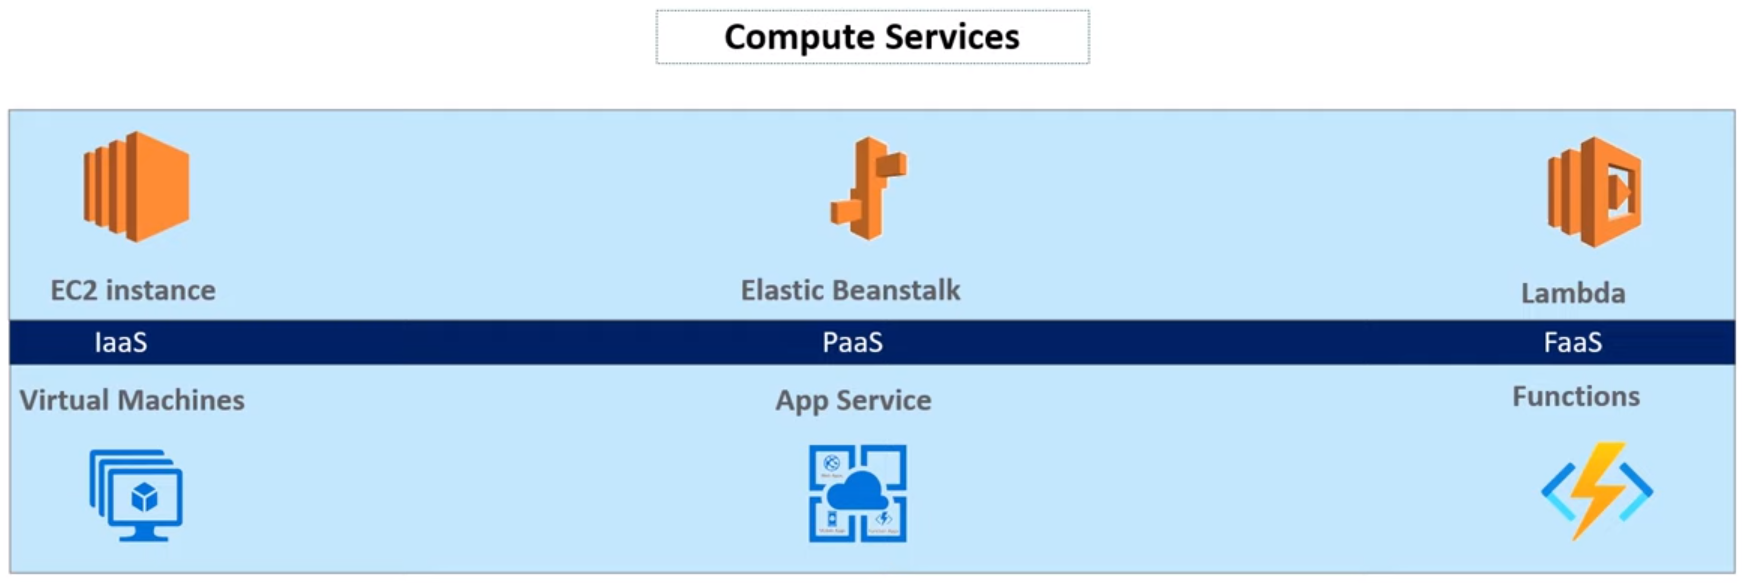 Compute Services
EC2 instance
Elastic Beanstalk
Lambda
IaaS
PaaS
FaaS
Virtual Machines
App Service
Functions